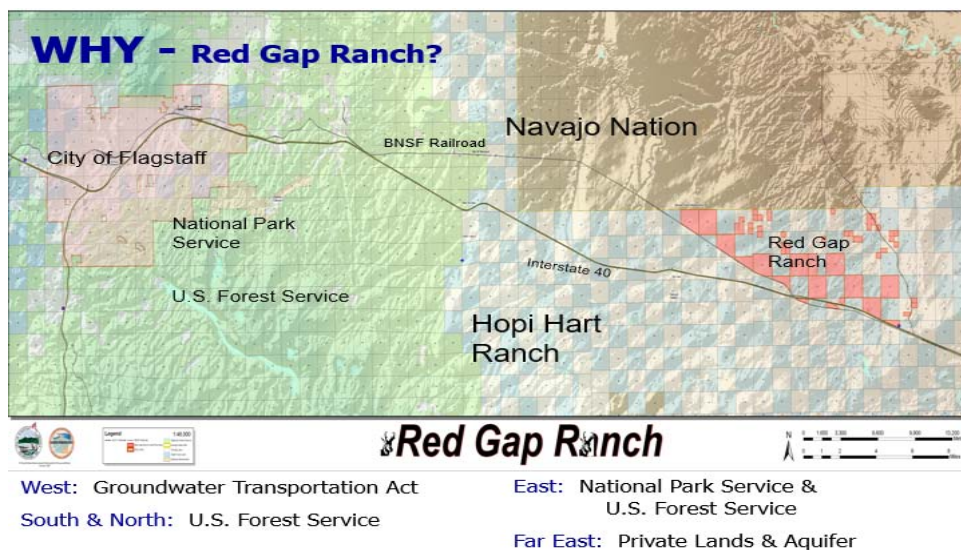 WHY - Red Gap Ranch?
Navajo Nation
BNSF Railroad
City of Flagstaff
National Park
Service
Red Gap
Ranch
Interstate 40
U.S. Forest Service
Hopi Hart
Ranch
Legend
Red Gap Ranch
N
West: Groundwater Transportation Act
South & North: U.S. Forest Service
East: National Park Service &
U.S. Forest Service
Far East: Private Lands & Aquifer